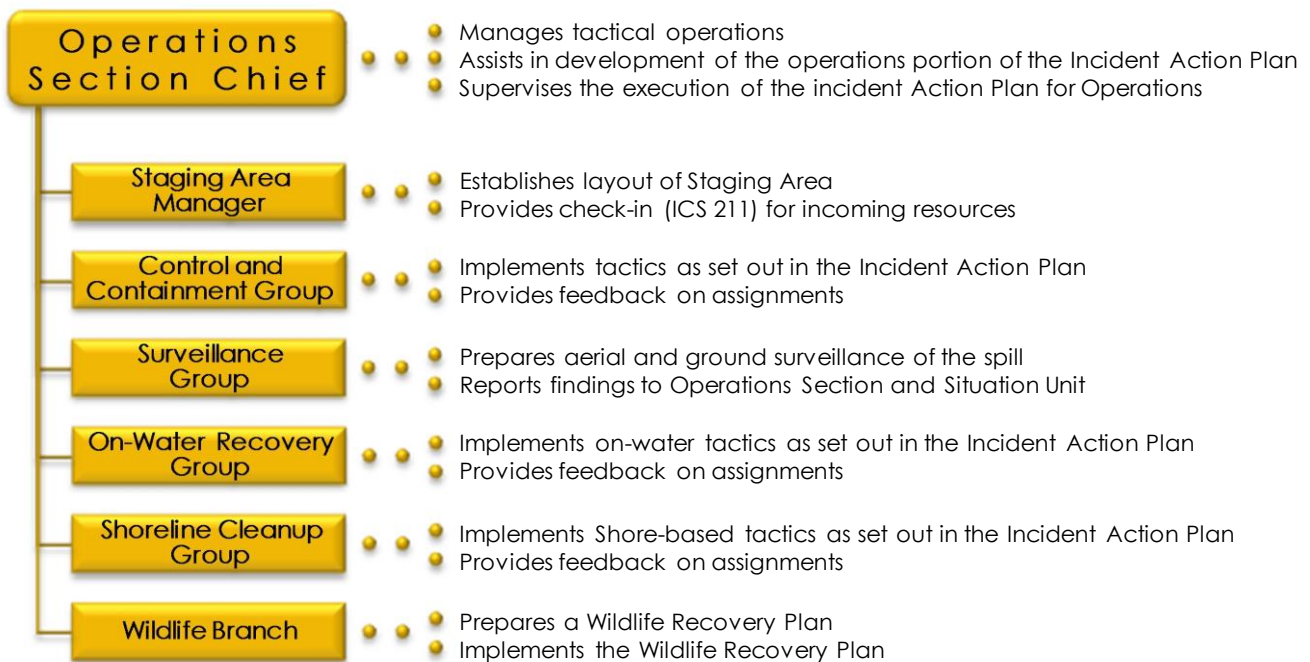 Operations
Section Chief
Manages tactical operations
Assists in development of the operations portion of the Incident Action Plan
Supervises the execution of the incident Action Plan for Operations
Staging Area
Manager
Establishes layout of Staging Area
Provides check-in (ICS 211) for incoming resources
Control and
Containment Group
Implements tactics as set out in the Incident Action Plan
Provides feedback on assignments
Surveillance
Group
Prepares aerial and ground surveillance of the spill
Reports findings to Operations Section and Situation Unit
On-Water Recovery
Group
Implements on-water tactics as set out in the Incident Action Plan
Provides feedback on assignments
Shoreline Cleanup
Group
Implements Shore-based tactics as set out in the Incident Action Plan
Provides feedback on assignments
Wildlife Branch
Prepares a Wildlife Recovery Plan
Implements the Wildlife Recovery Plan